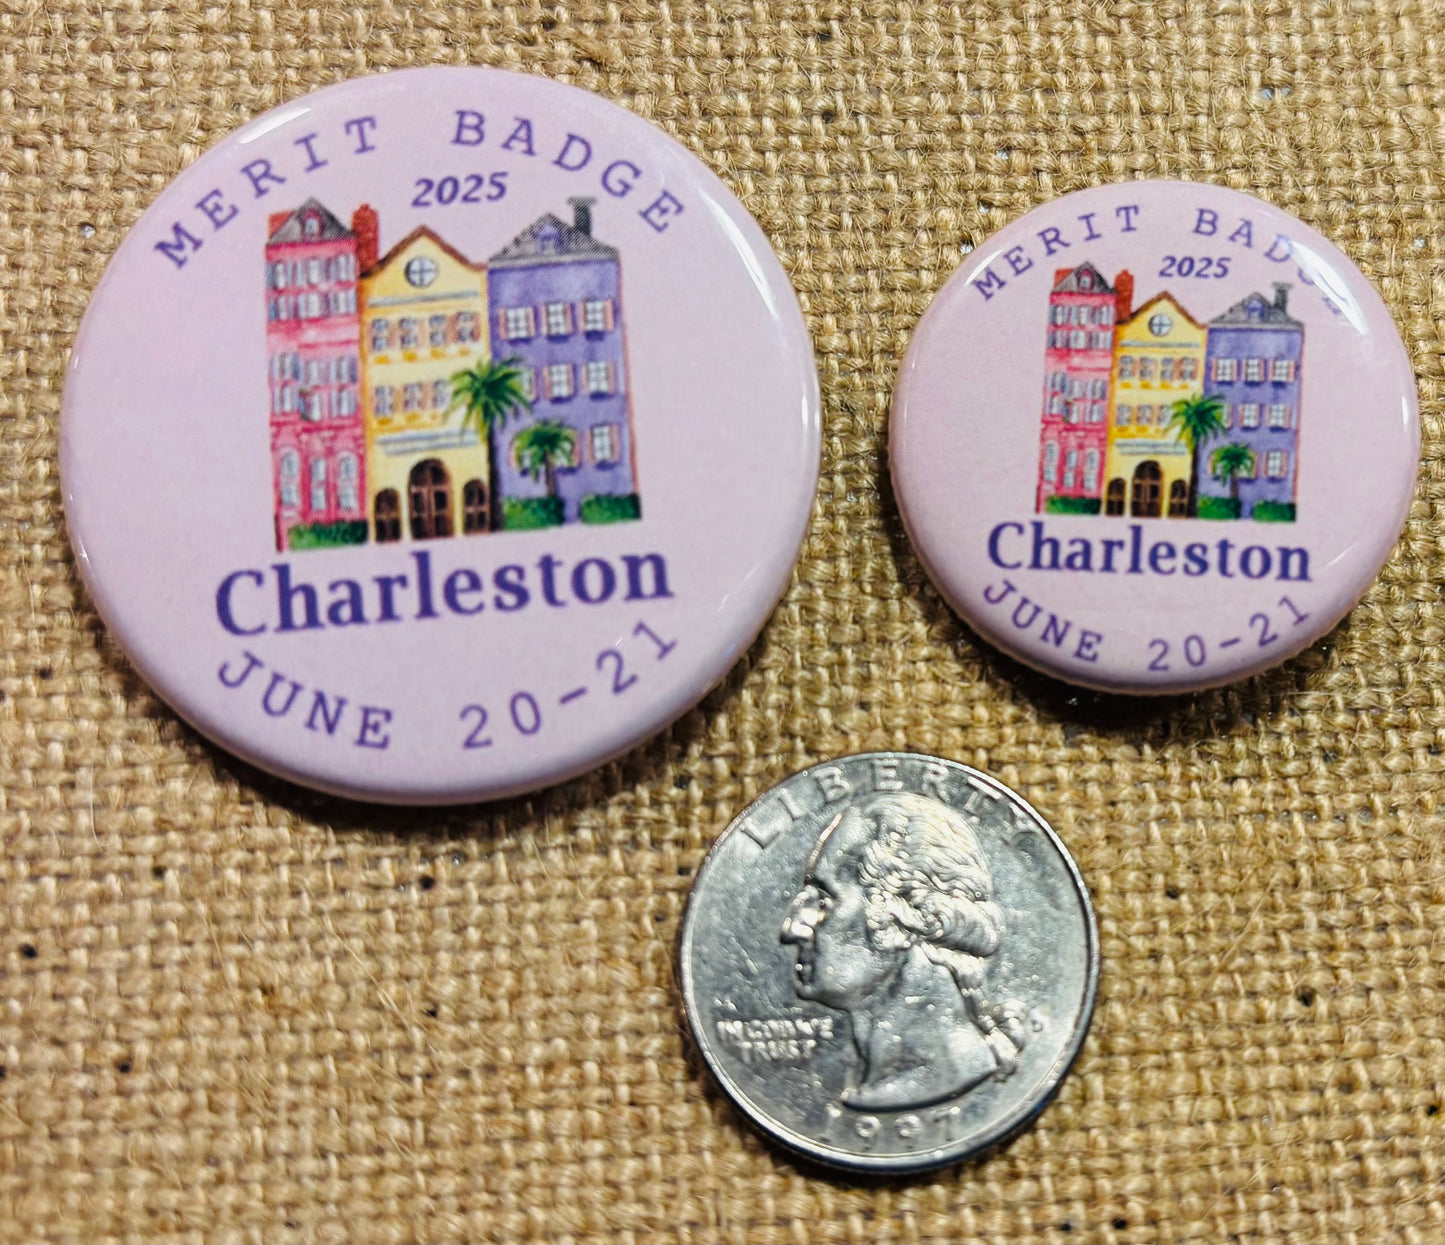 MERIT BADGE
2025
Charleston
JUNE 20-21
MERIT BADGE
2025
Charleston
JUNE 20-21
LIBERTY
IN GOD WE
TRUST
D
1997